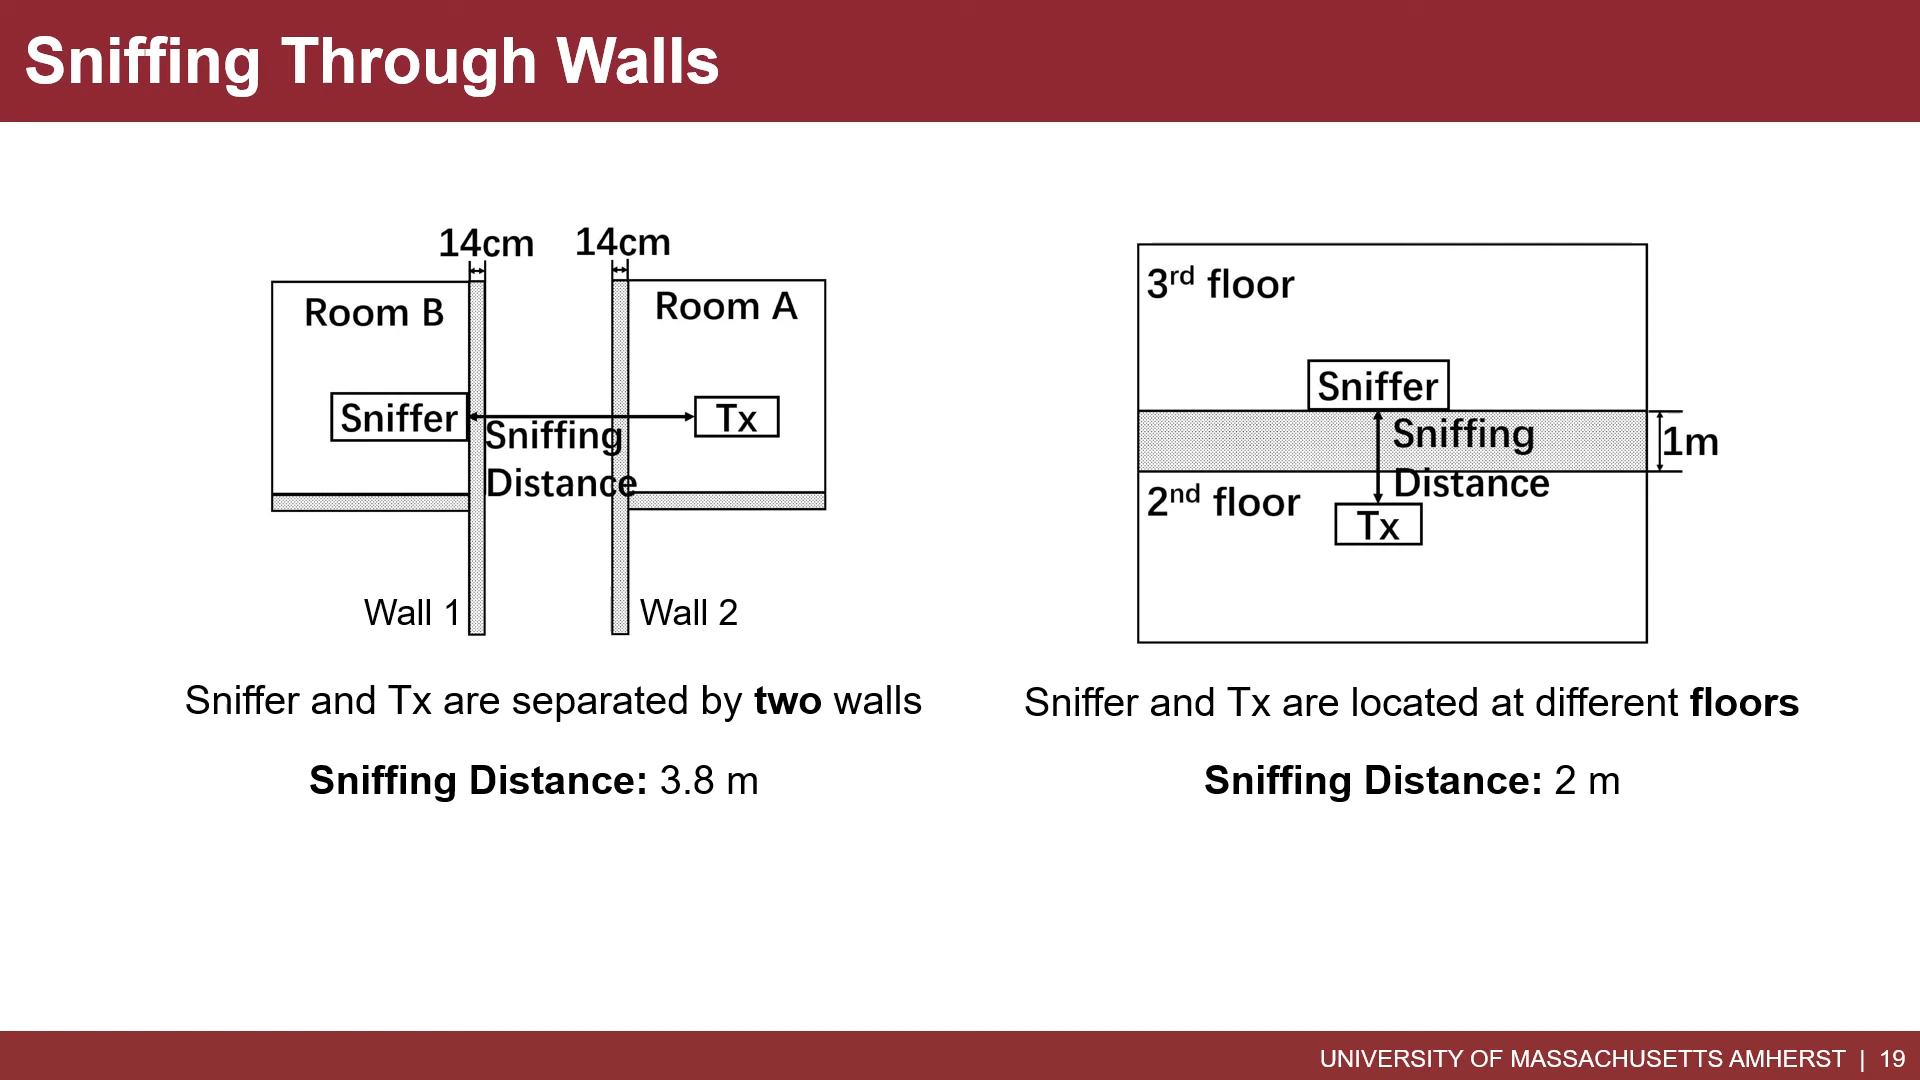 Sniffing Through Walls
14cm 14cm
Room B
Room A
Sniffer
Tx
Sniffing
Distance
Wall 1
Wall 2
Sniffer and Tx are separated by two walls
Sniffing Distance: 3.8 m
3rd floor
Sniffer
Sniffing
Distance
1m
2nd floor
Tx
Sniffer and Tx are located at different floors
Sniffing Distance: 2 m
UNIVERSITY OF MASSACHUSETTS AMHERST | 19